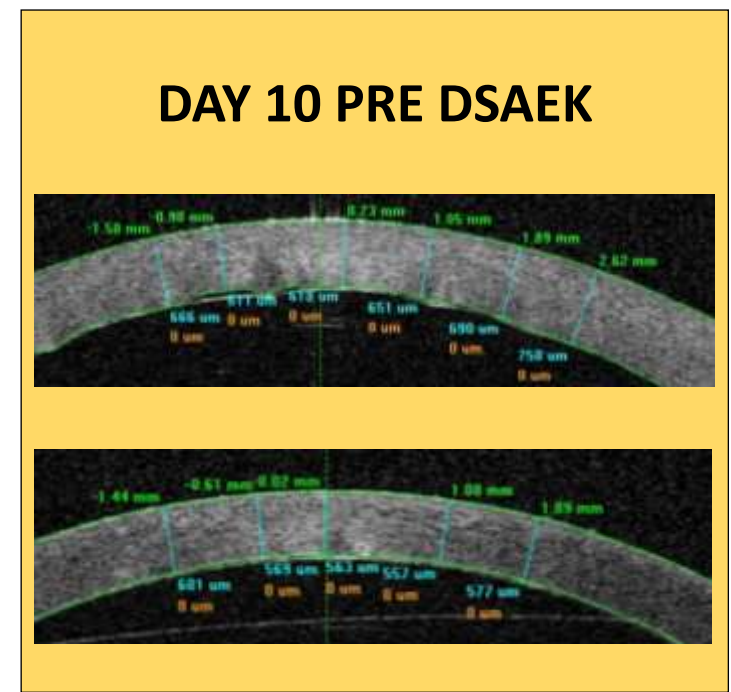 DAY 10 PRE DSAEK
-1.58 mm -0.98 mm 0.23 mm 1.05 mm 1.89 mm 2.62 mm
666 um 611 um 613 um 651 um 690 um 758 um
0 um 0 um 0 um 0 um 0 um 0 um
-1.44 mm -0.61 mm 0.02 mm 1.08 mm 1.89 mm
601 um 569 um 563 um 557 um 577 um
0 um 0 um 0 um 0 um 0 um